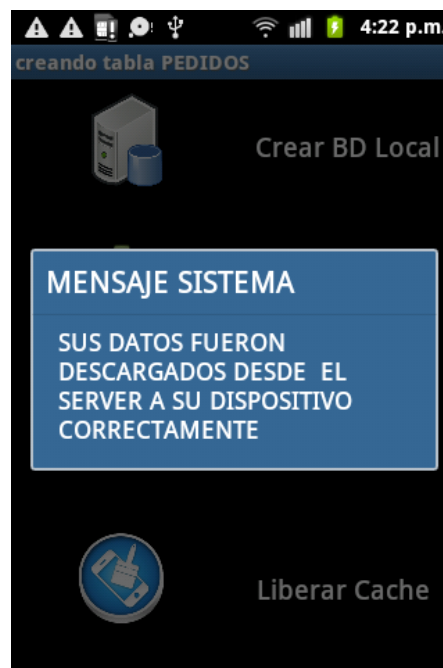 4:22 p.m.
creando tabla PEDIDOS
Crear BD Local
MENSAJE SISTEMA
SUS DATOS FUERON
DESCARGADOS DESDE EL
SERVER A SU DISPOSITIVO
CORRECTAMENTE
Liberar Cache